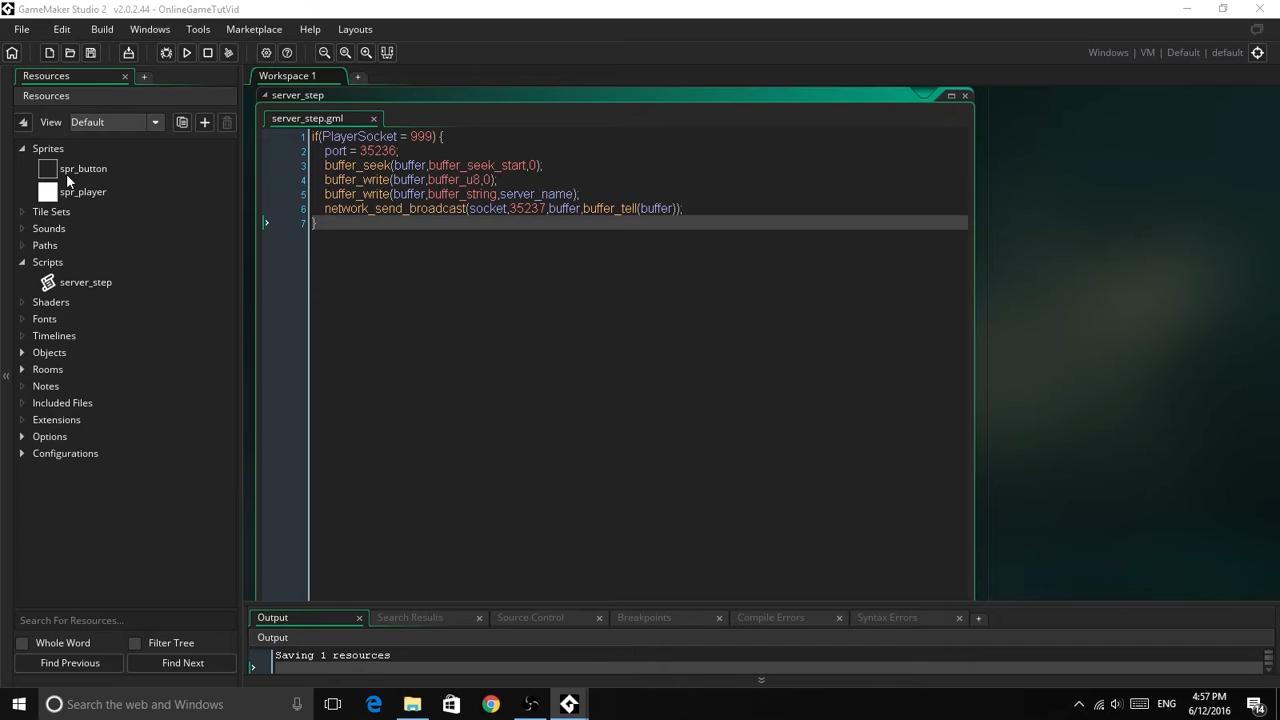 GameMaker Studio 2 v2.0.2.44 - OnlineGameTutVid
File Edit Build Windows Tools Marketplace Help Layouts
Windows | VM | Default | default
Resources
Workspace 1
Resources
server_step
View Default
server_step.gml
Sprites
spr_button
spr_player
Tile Sets
Sounds
Paths
Scripts
server_step
Shaders
Fonts
Timelines
Objects
Rooms
Notes
Included Files
Extensions
Options
Configurations
1 if(PlayerSocket = 999) {
2 port = 35236;
3 buffer_seek(buffer,buffer_seek_start,0);
4 buffer_write(buffer,buffer_u8,0);
5 buffer_write(buffer,buffer_string,server_name);
6 network_send_broadcast(socket,35237,buffer,buffer_tell(buffer));
7 }
Search For Resources...
Whole Word Filter Tree
Find Previous Find Next
Output Search Results Source Control Breakpoints Compile Errors Syntax Errors
Output
Saving 1 resources
Search the web and Windows
ENG
4:57 PM
6/12/2016
14